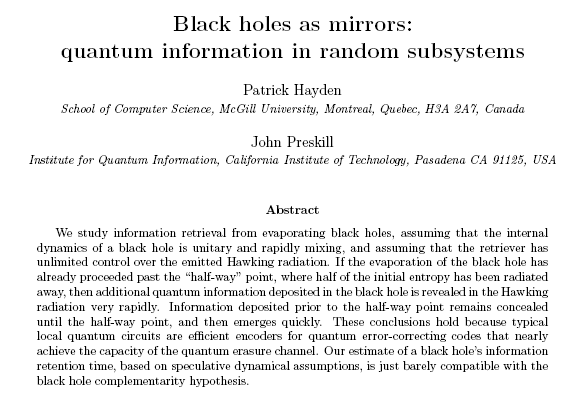 Black holes as mirrors:
quantum information in random subsystems
Patrick Hayden
School of Computer Science, McGill University, Montreal, Quebec, H3A 2A7, Canada
John Preskill
Institute for Quantum Information, California Institute of Technology, Pasadena CA 91125, USA
Abstract
We study information retrieval from evaporating black holes, assuming that the internal
dynamics of a black hole is unitary and rapidly mixing, and assuming that the retriever has
unlimited control over the emitted Hawking radiation. If the evaporation of the black hole has
already proceeded past the “half-way” point, where half of the initial entropy has been radiated
away, then additional quantum information deposited in the black hole is revealed in the Hawking
radiation very rapidly. Information deposited prior to the half-way point remains concealed
until the half-way point, and then emerges quickly. These conclusions hold because typical
local quantum circuits are efficient encoders for quantum error-correcting codes that nearly
achieve the capacity of the quantum erasure channel. Our estimate of a black hole's information
retention time, based on speculative dynamical assumptions, is just barely compatible with the
black hole complementarity hypothesis.